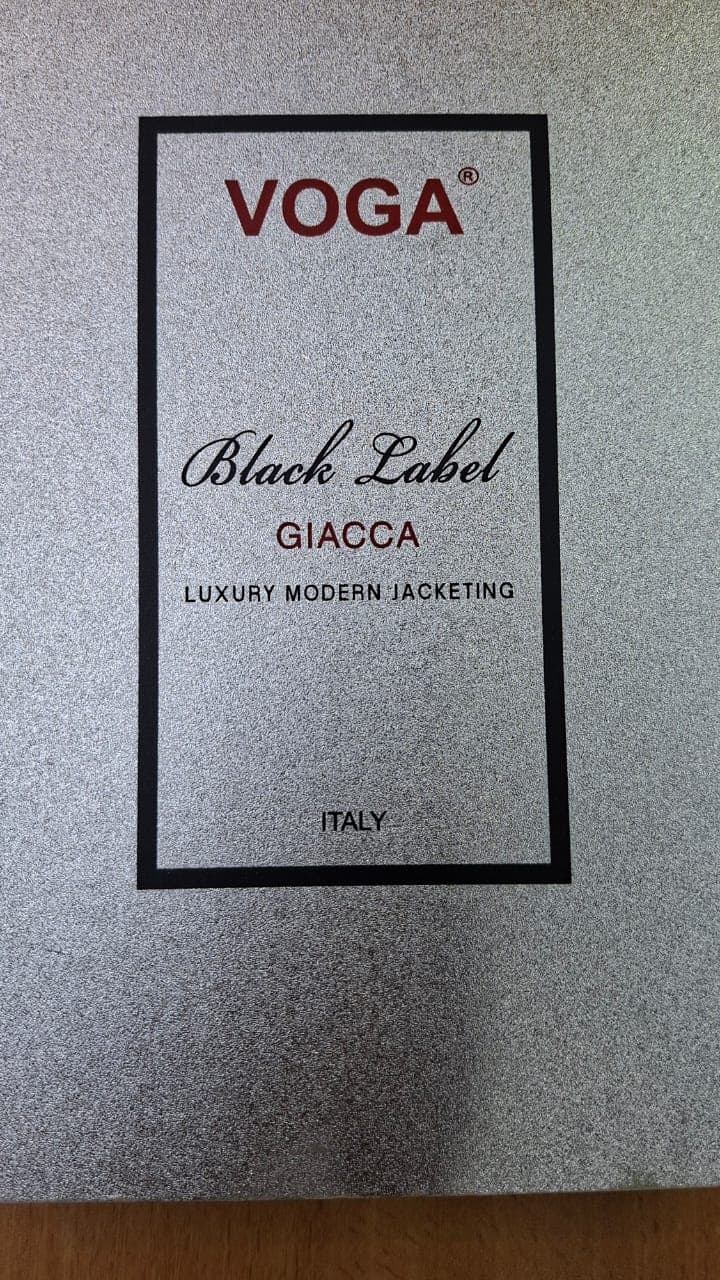 VOGA®
Black Label
GIACCA
LUXURY MODERN JACKETING
ITALY